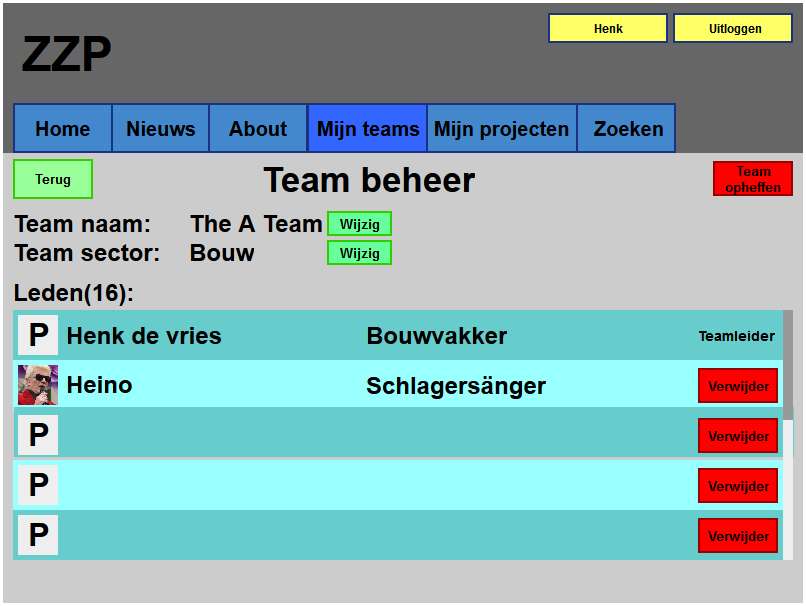 Henk Uitloggen
ZZP
Home Nieuws About Mijn teams Mijn projecten Zoeken
Terug Team beheer Team opheffen
Team naam: The A Team Wijzig
Team sector: Bouw Wijzig
Leden(16):
P Henk de vries Bouwvakker Teamleider
Heino Schlagersänger Verwijder
P Verwijder
P Verwijder
P Verwijder